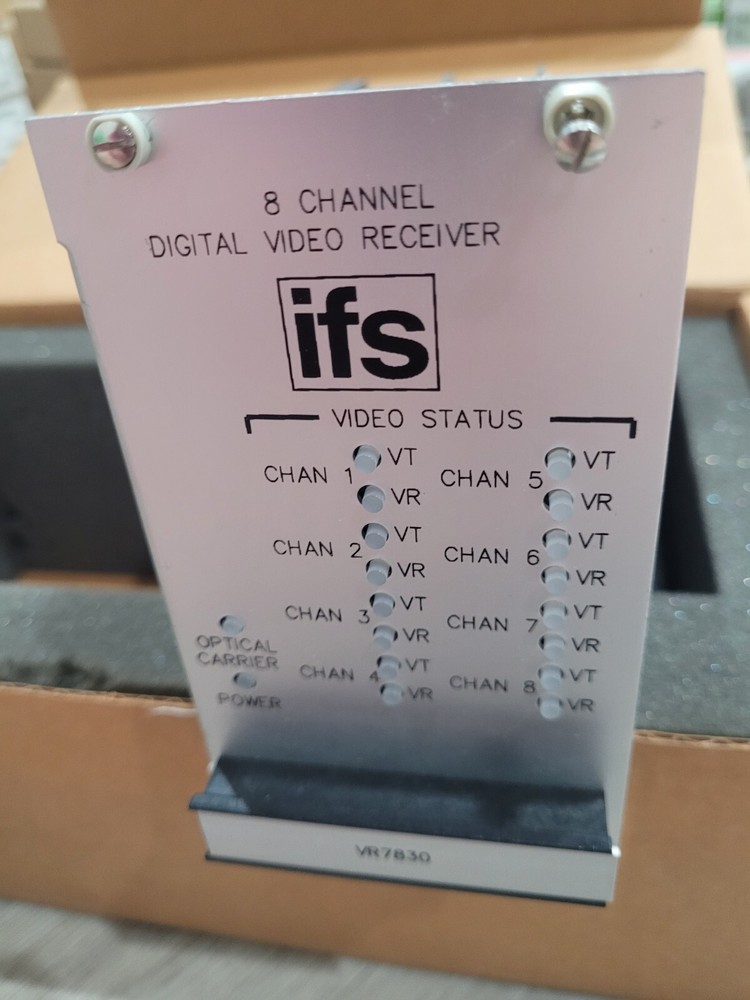 8 CHANNEL
DIGITAL VIDEO RECEIVER
ifs
VIDEO STATUS
CHAN 1 VT VR
CHAN 5 VT VR
CHAN 2 VT VR
CHAN 6 VT VR
CHAN 3 VT VR
CHAN 7 VT VR
CHAN 4 VT VR
CHAN 8 VT VR
OPTICAL
CARRIER
POWER
VR7830